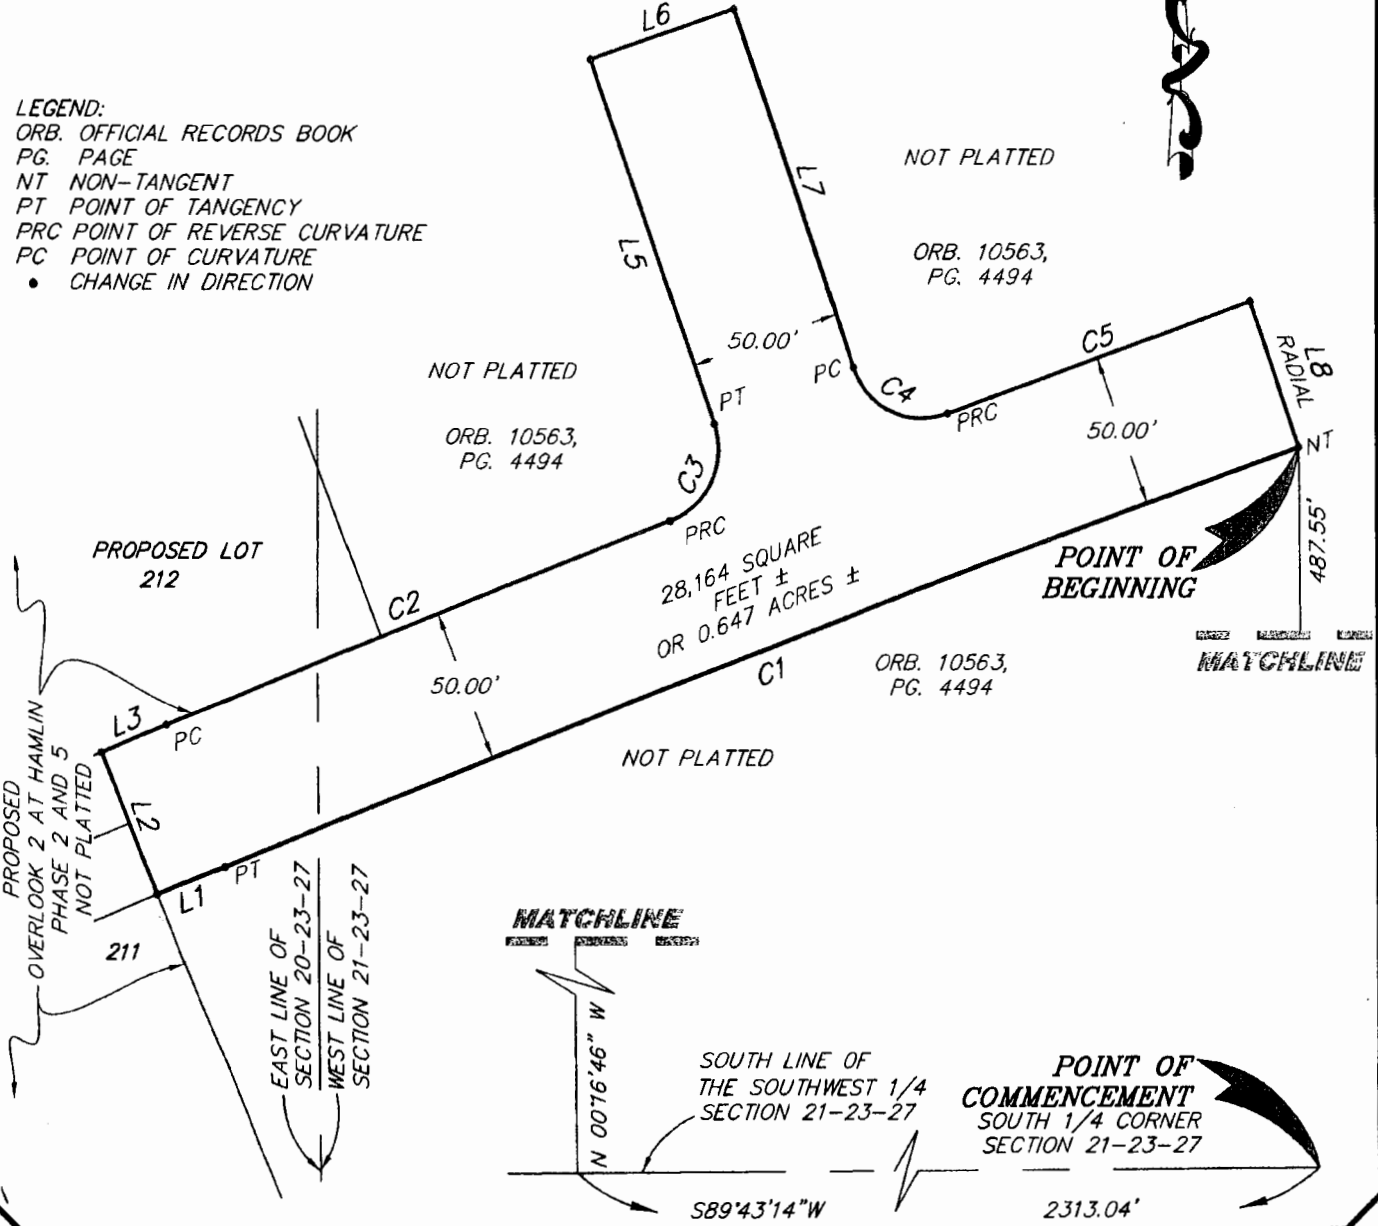 L6
LEGEND:
ORB. OFFICIAL RECORDS BOOK
PG. PAGE
NT NON-TANGENT
PT POINT OF TANGENCY
PRC POINT OF REVERSE CURVATURE
PC POINT OF CURVATURE
• CHANGE IN DIRECTION
NOT PLATTED
L7
L5
ORB. 10563,
PG. 4494
50.00'
C5
L8
RADIAL
PC
C4
NOT PLATTED
PT
PRC
50.00'
NT
ORB. 10563,
PG. 4494
C3
PRC
487.55'
PROPOSED LOT
212
28,164 SQUARE
FEET ±
OR 0.647 ACRES ±
POINT OF
BEGINNING
C2
MATCHLINE
C1
ORB. 10563,
PG. 4494
50.00'
L3
PC
NOT PLATTED
PROPOSED
OVERLOOK 2 AT HAMLIN
PHASE 2 AND 5
NOT PLATTED
L2
PT
L1
211
EAST LINE OF
SECTION 20-23-27
WEST LINE OF
SECTION 21-23-27
MATCHLINE
N 00°16'46" W
SOUTH LINE OF
THE SOUTHWEST 1/4
SECTION 21-23-27
POINT OF
COMMENCEMENT
SOUTH 1/4 CORNER
SECTION 21-23-27
S89°43'14"W
2313.04'